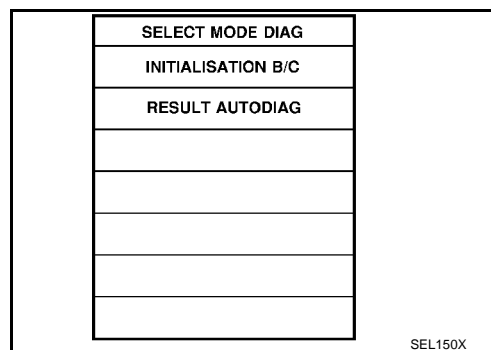 SELECT MODE DIAG
INITIALISATION B/C
RESULT AUTODIAG
SEL150X